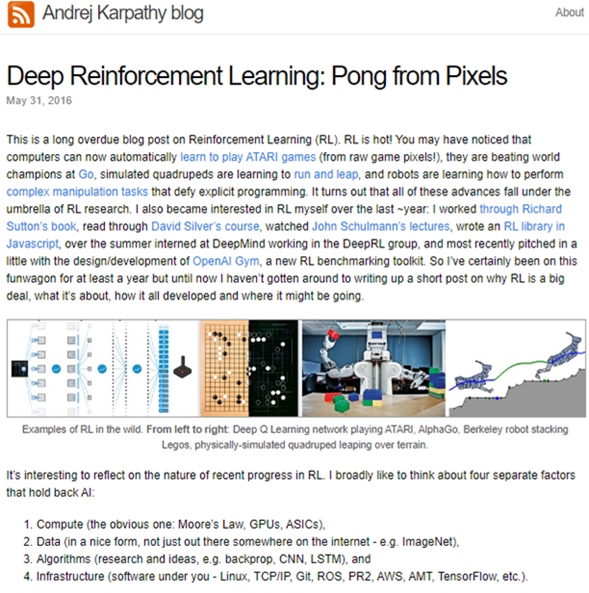 Andrej Karpathy blog
About
Deep Reinforcement Learning: Pong from Pixels
May 31, 2016
This is a long overdue blog post on Reinforcement Learning (RL). RL is hot! You may have noticed that
computers can now automatically learn to play ATARI games (from raw game pixels!), they are beating world
champions at Go, simulated quadrupeds are learning to run and leap, and robots are learning how to perform
complex manipulation tasks that defy explicit programming. It turns out that all of these advances fall under the
umbrella of RL research. I also became interested in RL myself over the last ~year: I worked through Richard
Sutton's book, read through David Silver's course, watched John Schulmann's lectures, wrote an RL library in
Javascript, over the summer interned at DeepMind working in the DeepRL group, and most recently pitched in a
little with the design/development of OpenAI Gym, a new RL benchmarking toolkit. So I've certainly been on this
funwagon for at least a year but until now I haven't gotten around to writing up a short post on why RL is a big
deal, what it's about, how it all developed and where it might be going.
Examples of RL in the wild. From left to right: Deep Q Learning network playing ATARI, AlphaGo, Berkeley robot stacking
Legos, physically-simulated quadruped leaping over terrain.
It's interesting to reflect on the nature of recent progress in RL. I broadly like to think about four separate factors
that hold back AI:
1. Compute (the obvious one: Moore's Law, GPUs, ASICs),
2. Data (in a nice form, not just out there somewhere on the internet - e.g. ImageNet),
3. Algorithms (research and ideas, e.g. backprop, CNN, LSTM), and
4. Infrastructure (software under you - Linux, TCP/IP, Git, ROS, PR2, AWS, AMT, TensorFlow, etc.).